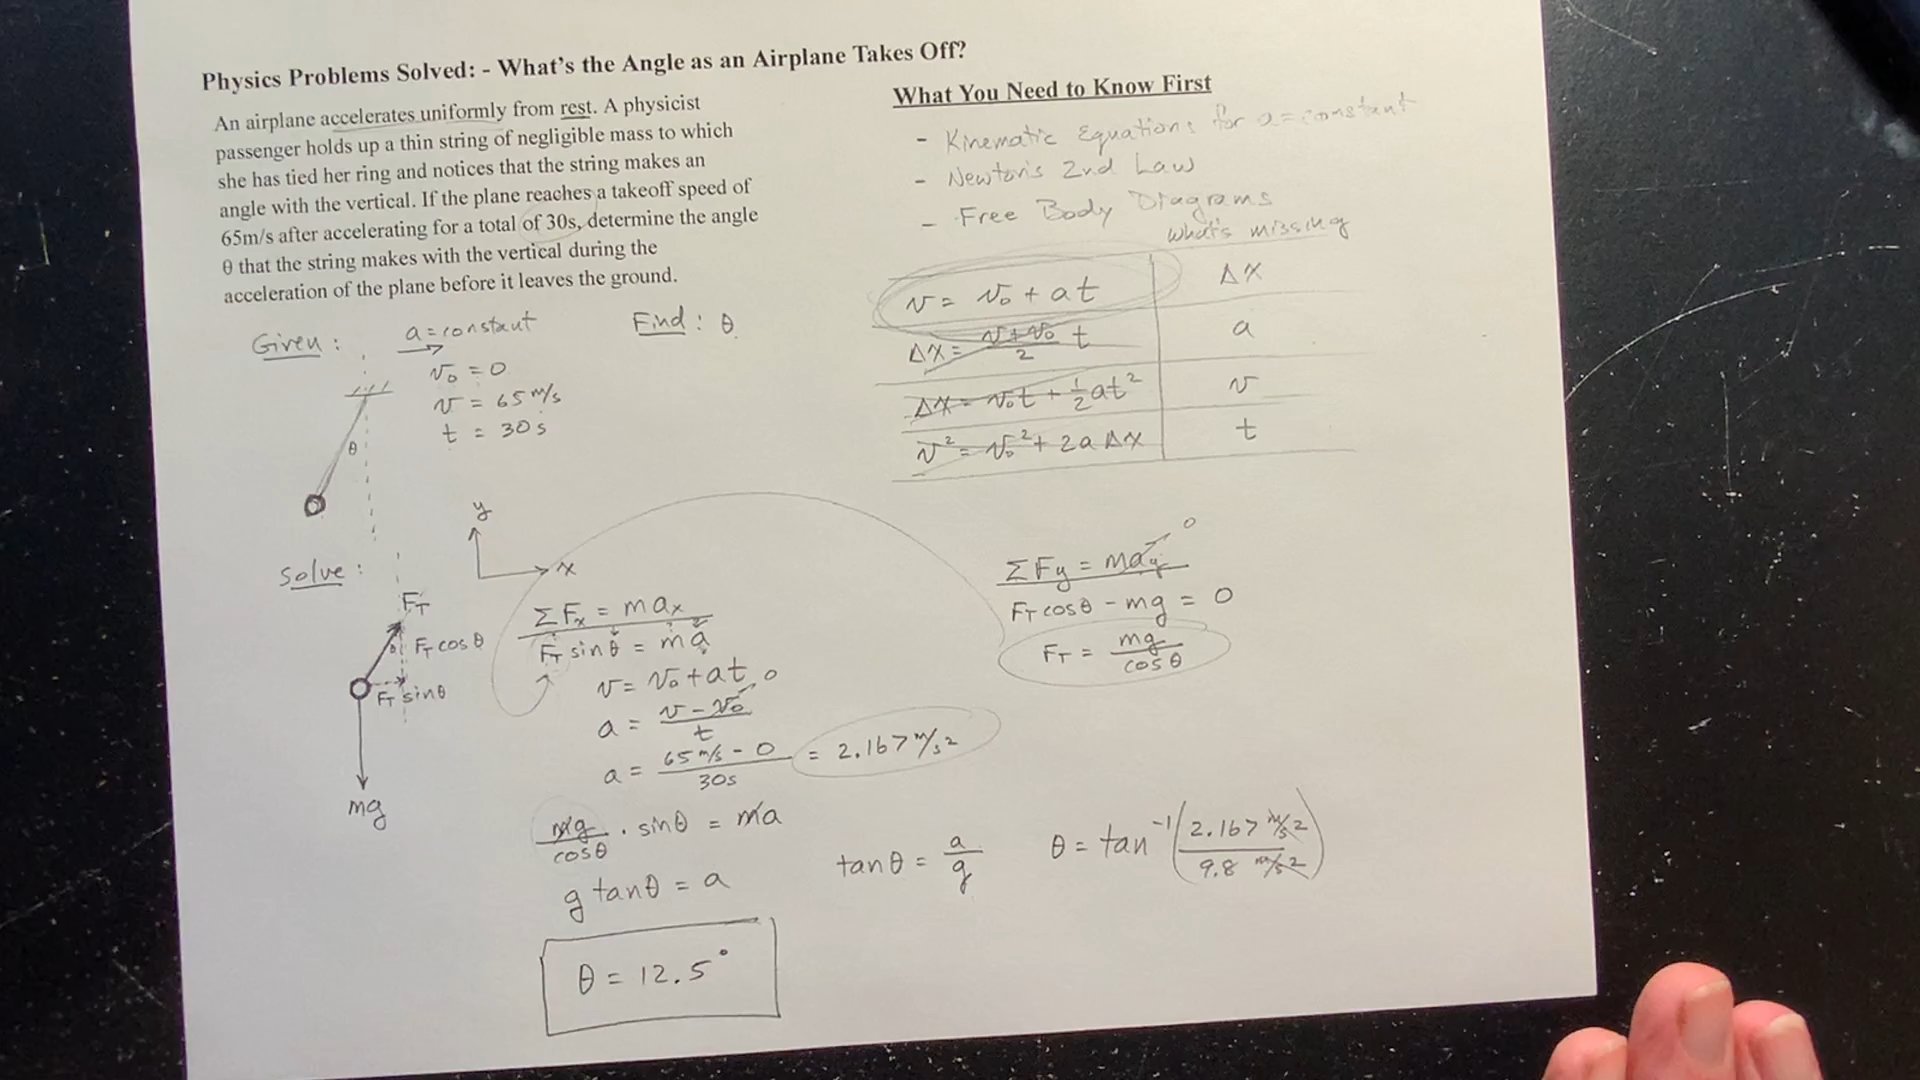 Physics Problems Solved: - What's the Angle as an Airplane Takes Off?
An airplane accelerates uniformly from rest. A physicist
passenger holds up a thin string of negligible mass to which
she has tied her ring and notices that the string makes an
angle with the vertical. If the plane reaches a takeoff speed of
65m/s after accelerating for a total of 30s, determine the angle
θ that the string makes with the vertical during the
acceleration of the plane before it leaves the ground.
What You Need to Know First
- Kinematic Equations for a = constant
- Newton's 2nd Law
- Free Body Diagrams
what's missing
v = v₀ + at Δx
Δx = (v + v₀)/2 t a
Δx = v₀t + ½at² v
v² = v₀² + 2aΔx t
Given: a = constant
Find: θ
v₀ = 0
v = 65 m/s
t = 30 s
θ
Solve:
y
x
F_T
F_T cos θ
θ
F_T sin θ
mg
ΣFₓ = maₓ
F_T sin θ = ma
v = v₀ + at
a = (v - v₀)/t 0
a = (65 m/s - 0)/30s = 2.167 m/s²
ΣF_y = ma_y 0
F_T cos θ - mg = 0
F_T = mg/cos θ
mg/cos θ · sin θ = ma
g tan θ = a
tan θ = a/g
θ = tan⁻¹(2.167 m/s² / 9.8 m/s²)
θ = 12.5°